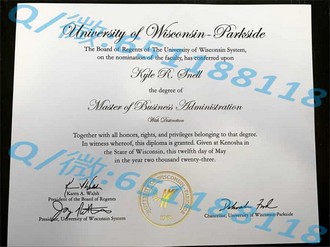 University of Wisconsin-Parkside
The Board of Regents of The University of Wisconsin System,
on the nomination of the faculty, has conferred upon
Kyle R. Snell
the degree of
Master of Business Administration
With Distinction
Together with all honors, rights, and privileges belonging to that degree.
In witness whereof, this diploma is granted. Given at Kenosha
in the State of Wisconsin, this twelfth day of May
in the year two thousand twenty-three.
Karen A. Walsh
President of the Board of Regents
President, University of Wisconsin System
Chancellor, University of Wisconsin-Parkside
Q/微:6511188118
Q/微:6511188118